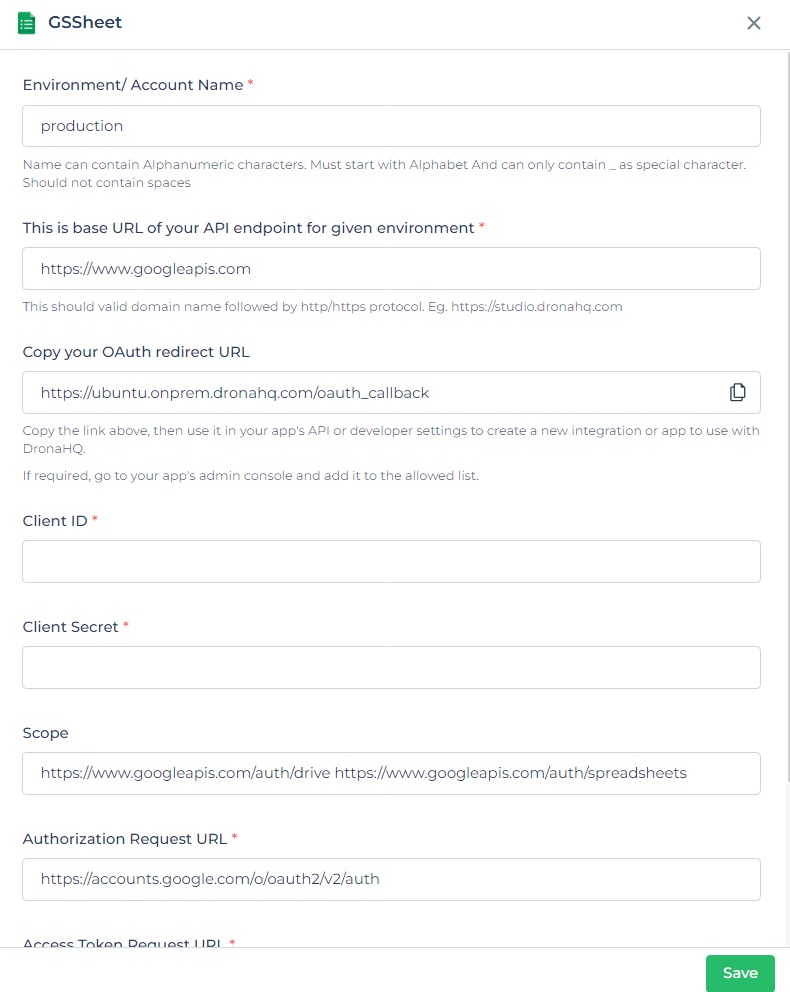 GSSheet
Environment/ Account Name *
production
Name can contain Alphanumeric characters. Must start with Alphabet And can only contain _ as special character.
Should not contain spaces
This is base URL of your API endpoint for given environment *
https://www.googleapis.com
This should valid domain name followed by http/https protocol. Eg. https://studio.dronahq.com
Copy your OAuth redirect URL
https://ubuntu.onprem.dronahq.com/oauth_callback
Copy the link above, then use it in your app's API or developer settings to create a new integration or app to use with
DronaHQ.
If required, go to your app's admin console and add it to the allowed list.
Client ID *
Client Secret *
Scope
https://www.googleapis.com/auth/drive https://www.googleapis.com/auth/spreadsheets
Authorization Request URL *
https://accounts.google.com/o/oauth2/v2/auth
Access Token Request URL *
Save